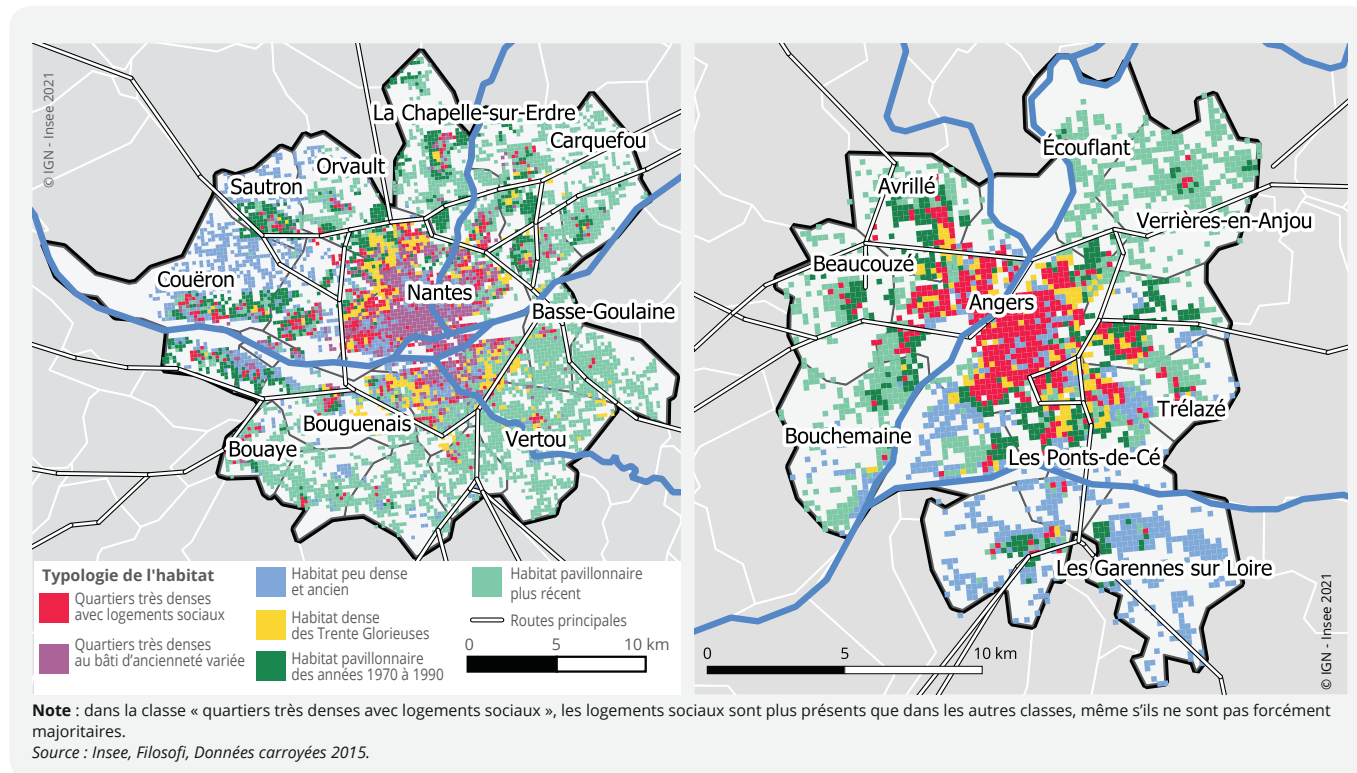 © IGN - Insee 2021
La Chapelle-sur-Erdre
Carquefou
Orvault
Sautron
Couëron
Nantes
Basse-Goulaine
Bouguenais
Vertou
Bouaye
Écouflant
Avrillé
Verrières-en-Anjou
Beaucouzé
Angers
Trélazé
Bouchemaine
Les Ponts-de-Cé
Les Garennes sur Loire
0
5
10 km
© IGN - Insee 2021
Typologie de l'habitat
Quartiers très denses
avec logements sociaux
Quartiers très denses
au bâti d’ancienneté variée
Habitat peu dense
et ancien
Habitat dense
des Trente Glorieuses
Habitat pavillonnaire
des années 1970 à 1990
Habitat pavillonnaire
plus récent
Routes principales
0
5
10 km
Note : dans la classe « quartiers très denses avec logements sociaux », les logements sociaux sont plus présents que dans les autres classes, même s’ils ne sont pas forcément
majoritaires.
Source : Insee, Filosofi, Données carroyées 2015.